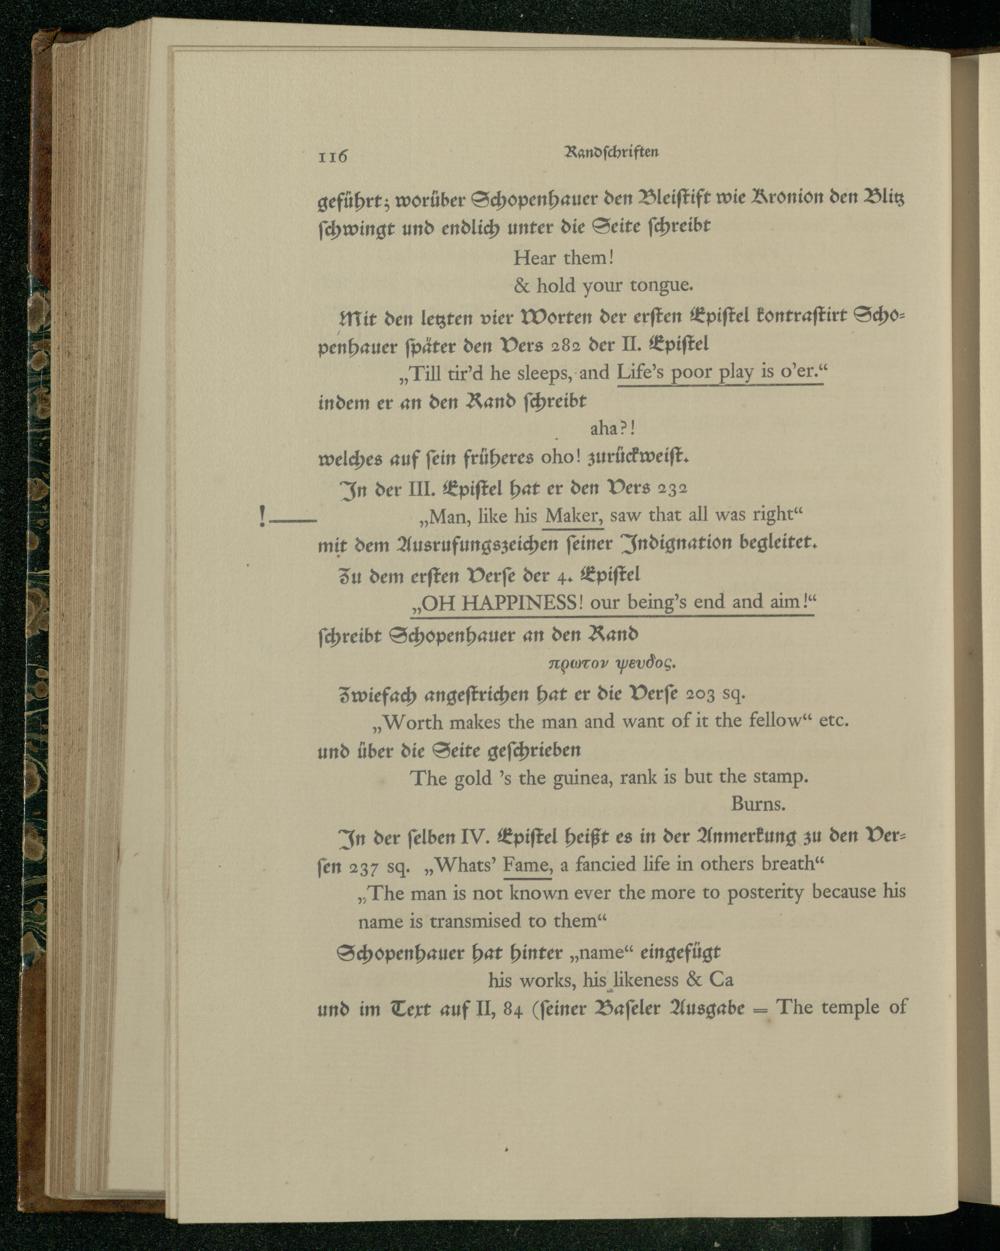 116 Randschriften
geführt; worüber Schopenhauer den Bleistift wie Kronion den Blitz
schwingt und endlich unter die Seite schreibt
Hear them!
& hold your tongue.
Mit den letzten vier Worten der ersten Epistel kontrastirt Scho-
penhauer später den Vers 282 der II. Epistel
„Till tir'd he sleeps, and Life's poor play is o'er.“
indem er an den Rand schreibt
aha?!
welches auf sein früheres oho! zurückweist.
In der III. Epistel hat er den Vers 232
!— „Man, like his Maker, saw that all was right“
mit dem Ausrufungszeichen seiner Indignation begleitet.
Zu dem ersten Verse der 4. Epistel
„OH HAPPINESS! our being's end and aim!“
schreibt Schopenhauer an den Rand
πρωτον ψευδος.
Zwiefach angestrichen hat er die Verse 203 sq.
„Worth makes the man and want of it the fellow“ etc.
und über die Seite geschrieben
The gold 's the guinea, rank is but the stamp.
Burns.
In der selben IV. Epistel heißt es in der Anmerkung zu den Ver-
sen 237 sq. „Whats' Fame, a fancied life in others breath“
„The man is not known ever the more to posterity because his
name is transmised to them“
Schopenhauer hat hinter „name“ eingefügt
his works, his likeness & Ca
und im Text auf II, 84 (seiner Baseler Ausgabe = The temple of